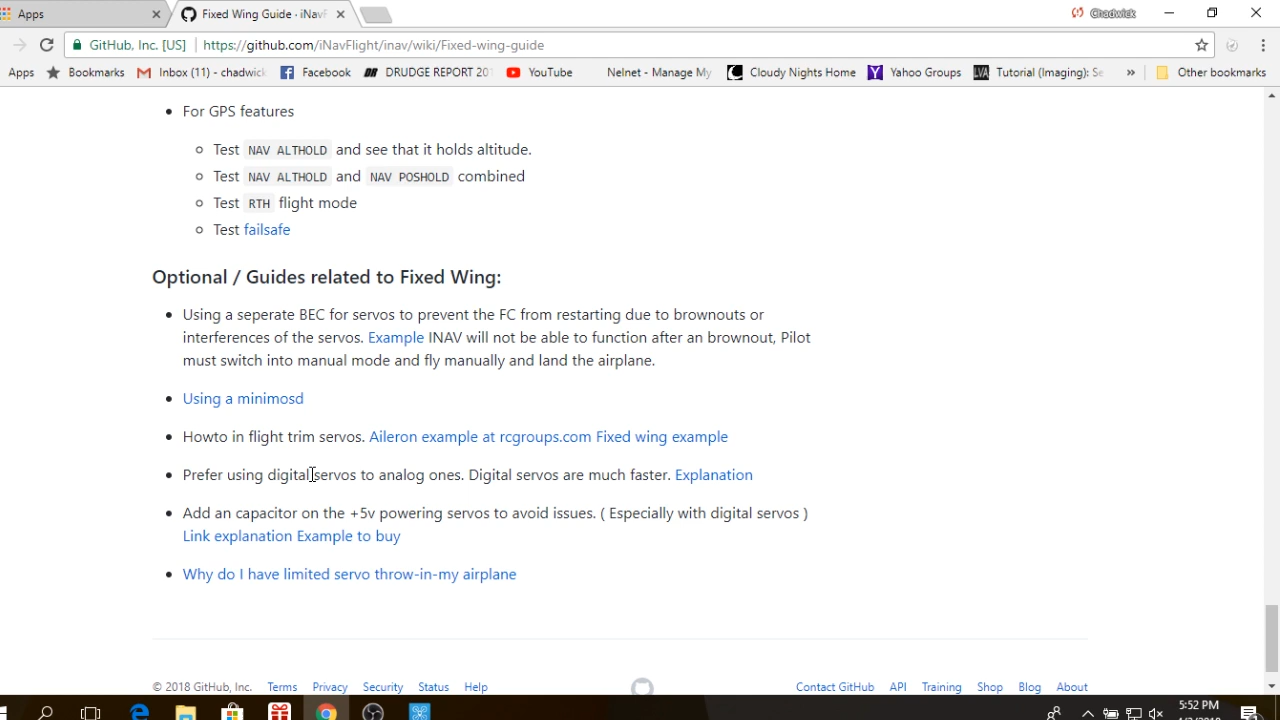 Apps
Fixed Wing Guide · iNavF
Chadwick
GitHub, Inc. [US]
https://github.com/iNavFlight/inav/wiki/Fixed-wing-guide
Apps
Bookmarks
Inbox (11) - chadwick
Facebook
DRUDGE REPORT 201
YouTube
Nelnet - Manage My
Cloudy Nights Home
Yahoo Groups
LVA
Tutorial (Imaging): Se
»
Other bookmarks
• For GPS features
Test NAV ALTHOLD and see that it holds altitude.
Test NAV ALTHOLD and NAV POSHOLD combined
Test RTH flight mode
Test failsafe
Optional / Guides related to Fixed Wing:
• Using a seperate BEC for servos to prevent the FC from restarting due to brownouts or
interferences of the servos. Example INAV will not be able to function after an brownout, Pilot
must switch into manual mode and fly manually and land the airplane.
• Using a minimosd
• Howto in flight trim servos. Aileron example at rcgroups.com Fixed wing example
• Prefer using digital servos to analog ones. Digital servos are much faster. Explanation
• Add an capacitor on the +5v powering servos to avoid issues. ( Especially with digital servos )
Link explanation Example to buy
• Why do I have limited servo throw-in-my airplane
© 2018 GitHub, Inc.
Terms
Privacy
Security
Status
Help
Contact GitHub
API
Training
Shop
Blog
About
5:52 PM